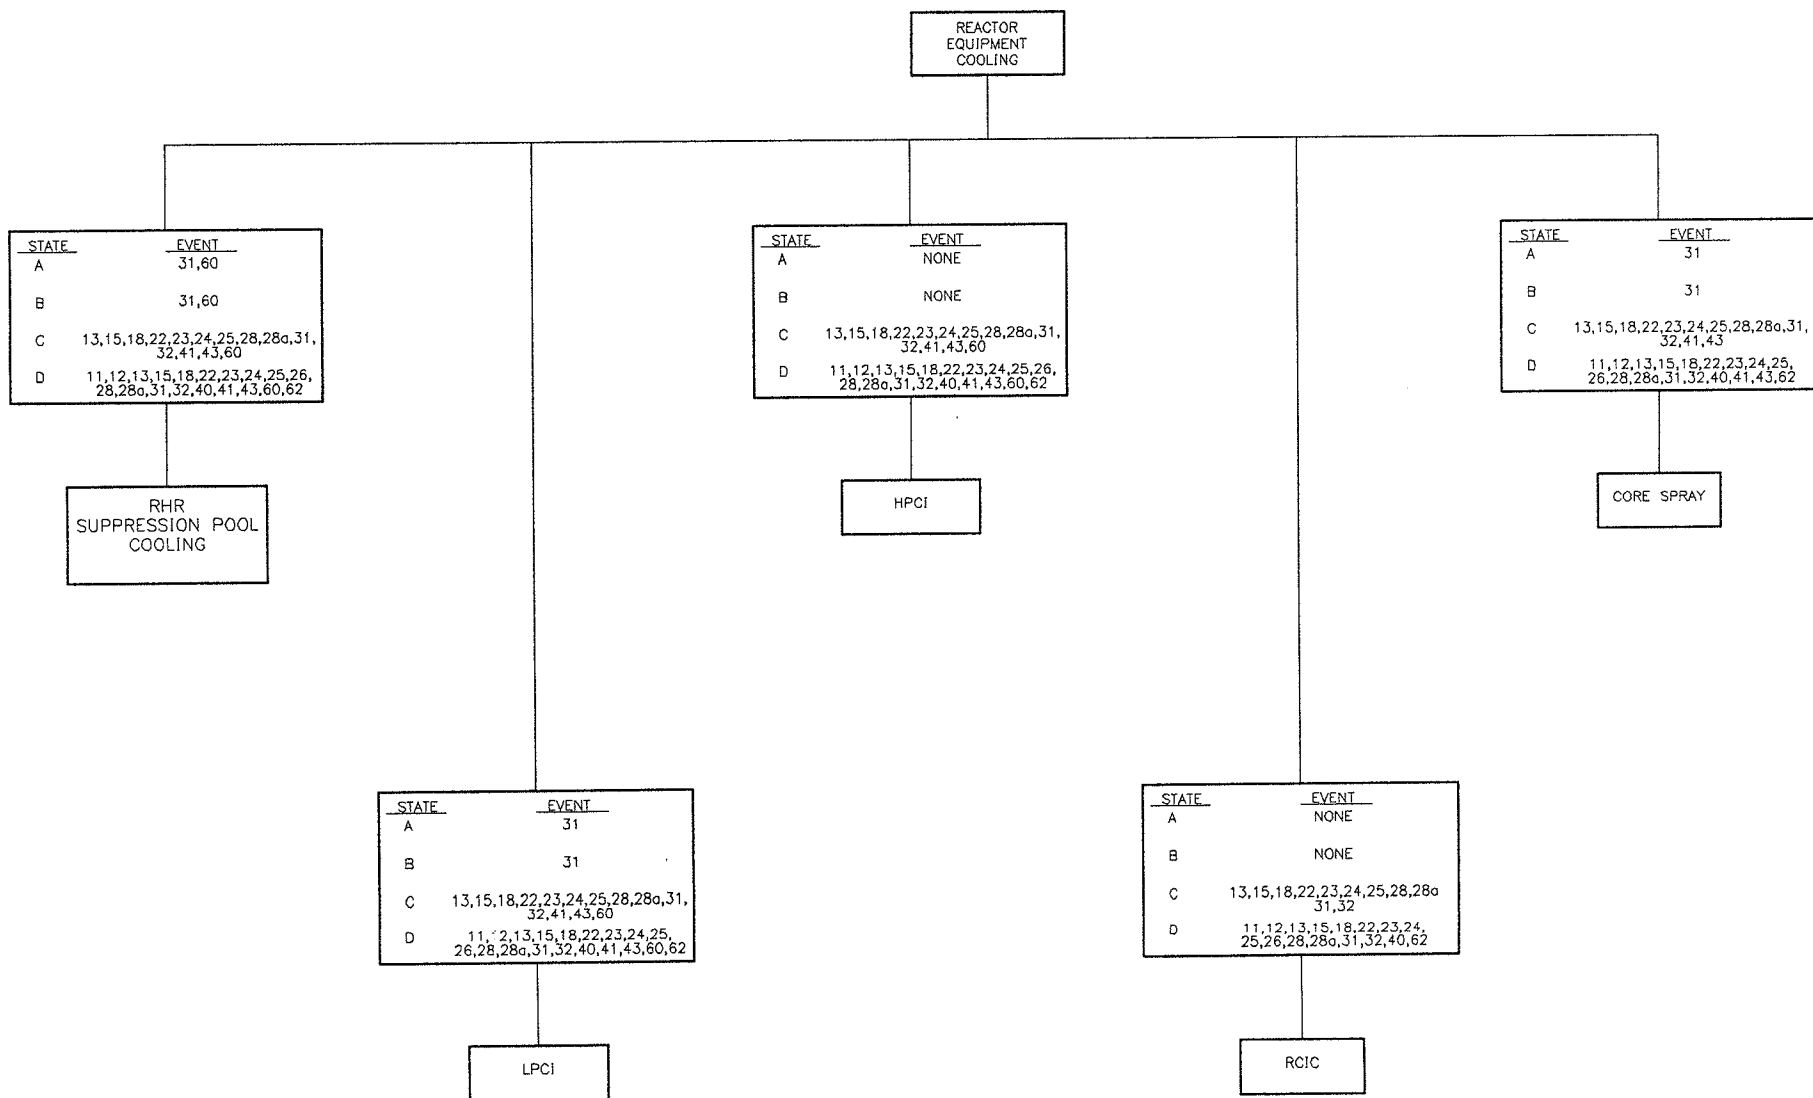 REACTOR
EQUIPMENT
COOLING
STATE EVENT
A 31,60
B 31,60
C 13,15,18,22,23,24,25,28,28a,31,
32,41,43,60
D 11,12,13,15,18,22,23,24,25,26,
28,28a,31,32,40,41,43,60,62
RHR
SUPPRESSION POOL
COOLING
STATE EVENT
A NONE
B NONE
C 13,15,18,22,23,24,25,28,28a,31,
32,41,43,60
D 11,12,13,15,18,22,23,24,25,26,
28,28a,31,32,40,41,43,60,62
HPCI
STATE EVENT
A 31
B 31
C 13,15,18,22,23,24,25,28,28a,31,
32,41,43
D 11,12,13,15,18,22,23,24,25,
26,28,28a,31,32,40,41,43,62
CORE SPRAY
STATE EVENT
A 31
B 31
C 13,15,18,22,23,24,25,28,28a,31,
32,41,43,60
D 11, 2,13,15,18,22,23,24,25,
26,28,28a,31,32,40,41,43,60,62
LPCI
STATE EVENT
A NONE
B NONE
C 13,15,18,22,23,24,25,28,28a
31,32
D 11,12,13,15,18,22,23,24,
25,26,28,28a,31,32,40,62
RCIC